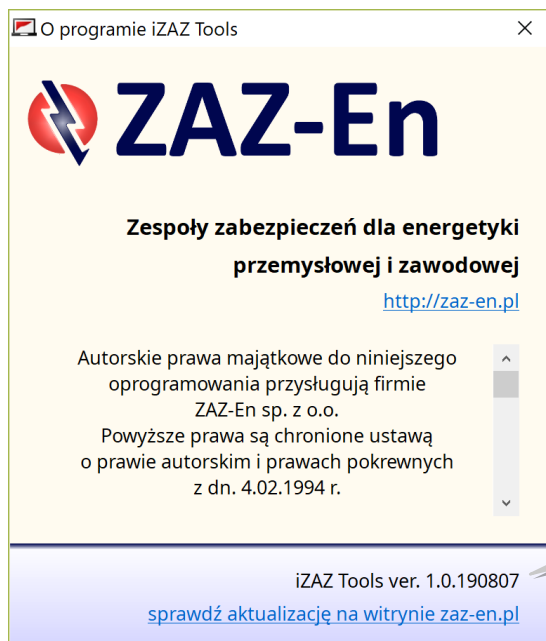 O programie iZAZ Tools
ZAZ-En
Zespoły zabezpieczeń dla energetyki
przemysłowej i zawodowej
http://zaz-en.pl
Autorskie prawa majątkowe do niniejszego
oprogramowania przysługują firmie
ZAZ-En sp. z o.o.
Powyższe prawa są chronione ustawą
o prawie autorskim i prawach pokrewnych
z dn. 4.02.1994 r.
iZAZ Tools ver. 1.0.190807
sprawdź aktualizację na witrynie zaz-en.pl